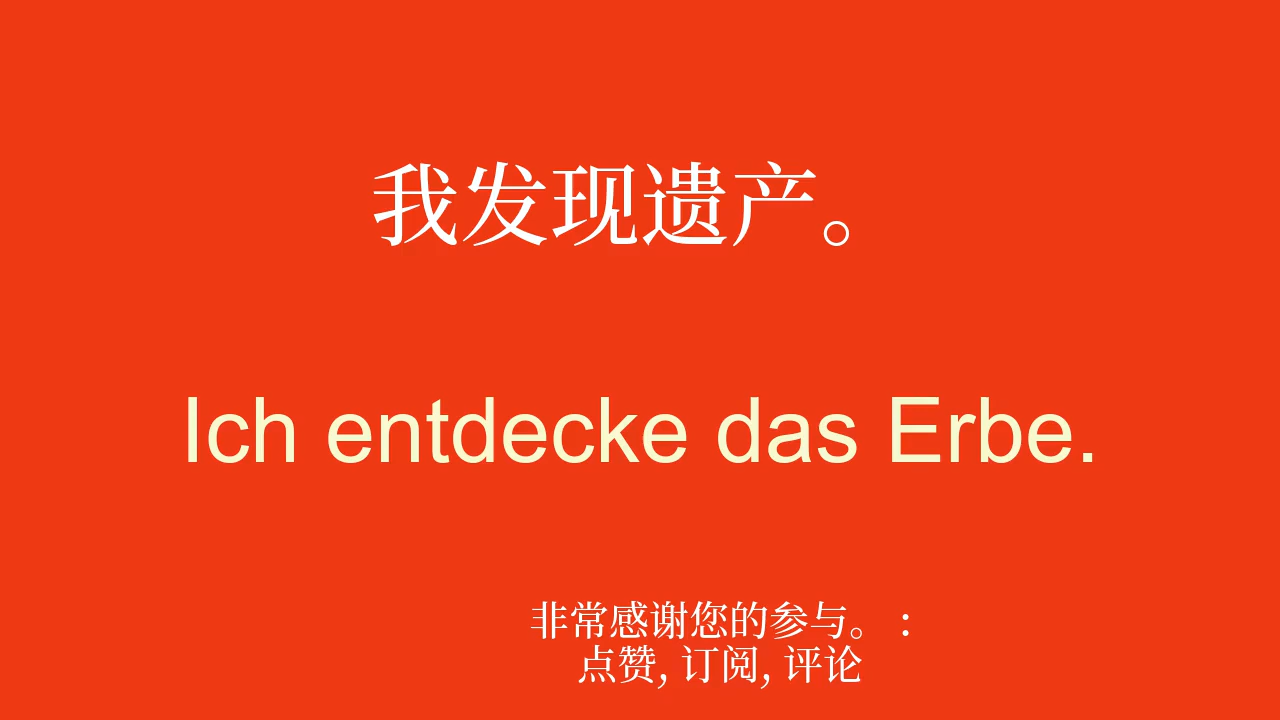 我发现遗产。
Ich entdecke das Erbe.
非常感谢您的参与。 :
点赞, 订阅, 评论